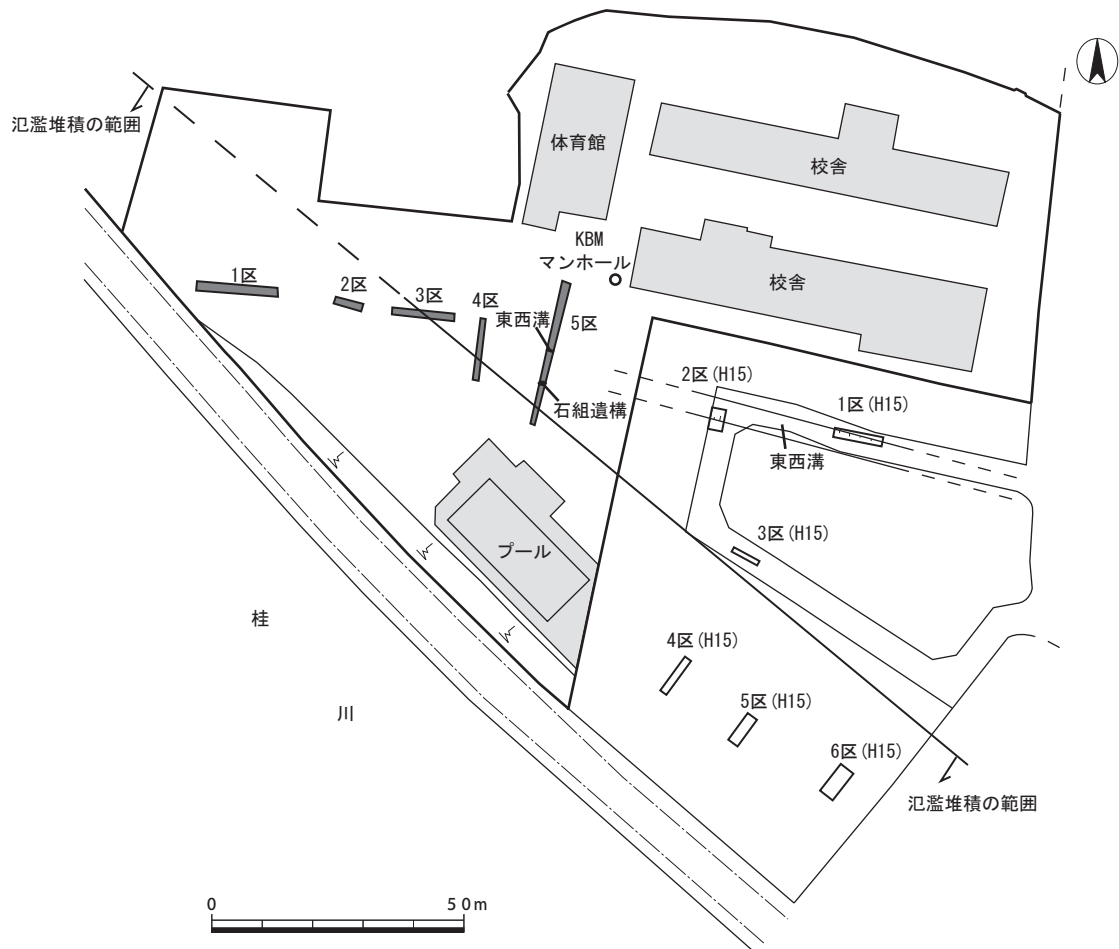 氾濫堆積の範囲
体育館
校舎
KBM
マンホール
校舎
1区
2区
3区
4区
東西溝
5区
石組遺構
2区(H15)
1区(H15)
東西溝
3区(H15)
プール
4区(H15)
5区(H15)
6区(H15)
氾濫堆積の範囲
桂
川
0 50m